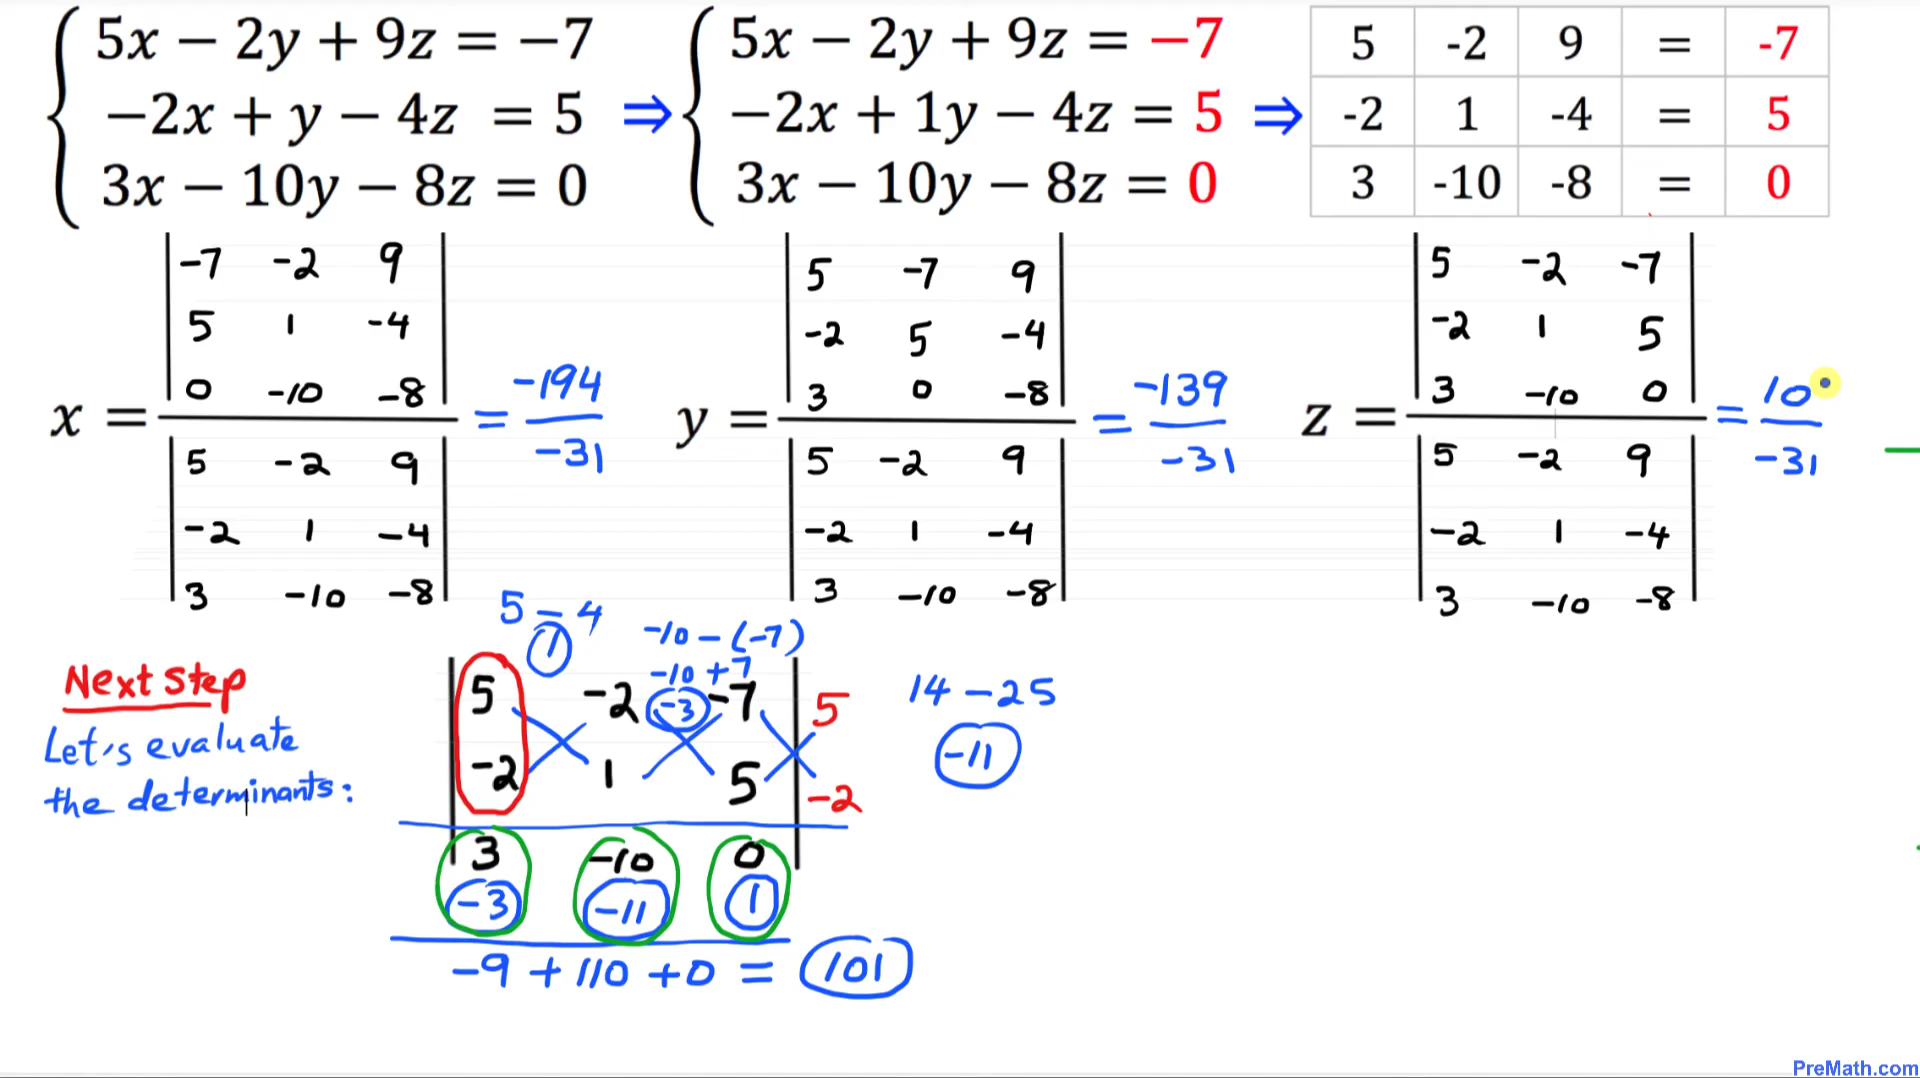 5x − 2y + 9z = −7 ⇒ 5x − 2y + 9z = −7 ⇒ 5 -2 9 = -7
−2x + y − 4z = 5 −2x + 1y − 4z = 5 -2 1 -4 = 5
3x − 10y − 8z = 0 3x − 10y − 8z = 0 3 -10 -8 = 0
x =
-7 -2 9
5 1 -4
0 -10 -8
5 -2 9
-2 1 -4
3 -10 -8
= -194
-31
y =
5 -7 9
-2 5 -4
3 0 -8
5 -2 9
-2 1 -4
3 -10 -8
= -139
-31
z =
5 -2 -7
-2 1 5
3 -10 0
5 -2 9
-2 1 -4
3 -10 -8
= 10
-31
Next Step
Let's evaluate
the determinants:
5 - 4
1
-10 - (-7)
-10 + 7
-3
5 -2 -7 5
-2 1 5 -2
3 -10 0
-3 -11 1
-9 + 110 + 0 = 101
14 - 25
-11
PreMath.com